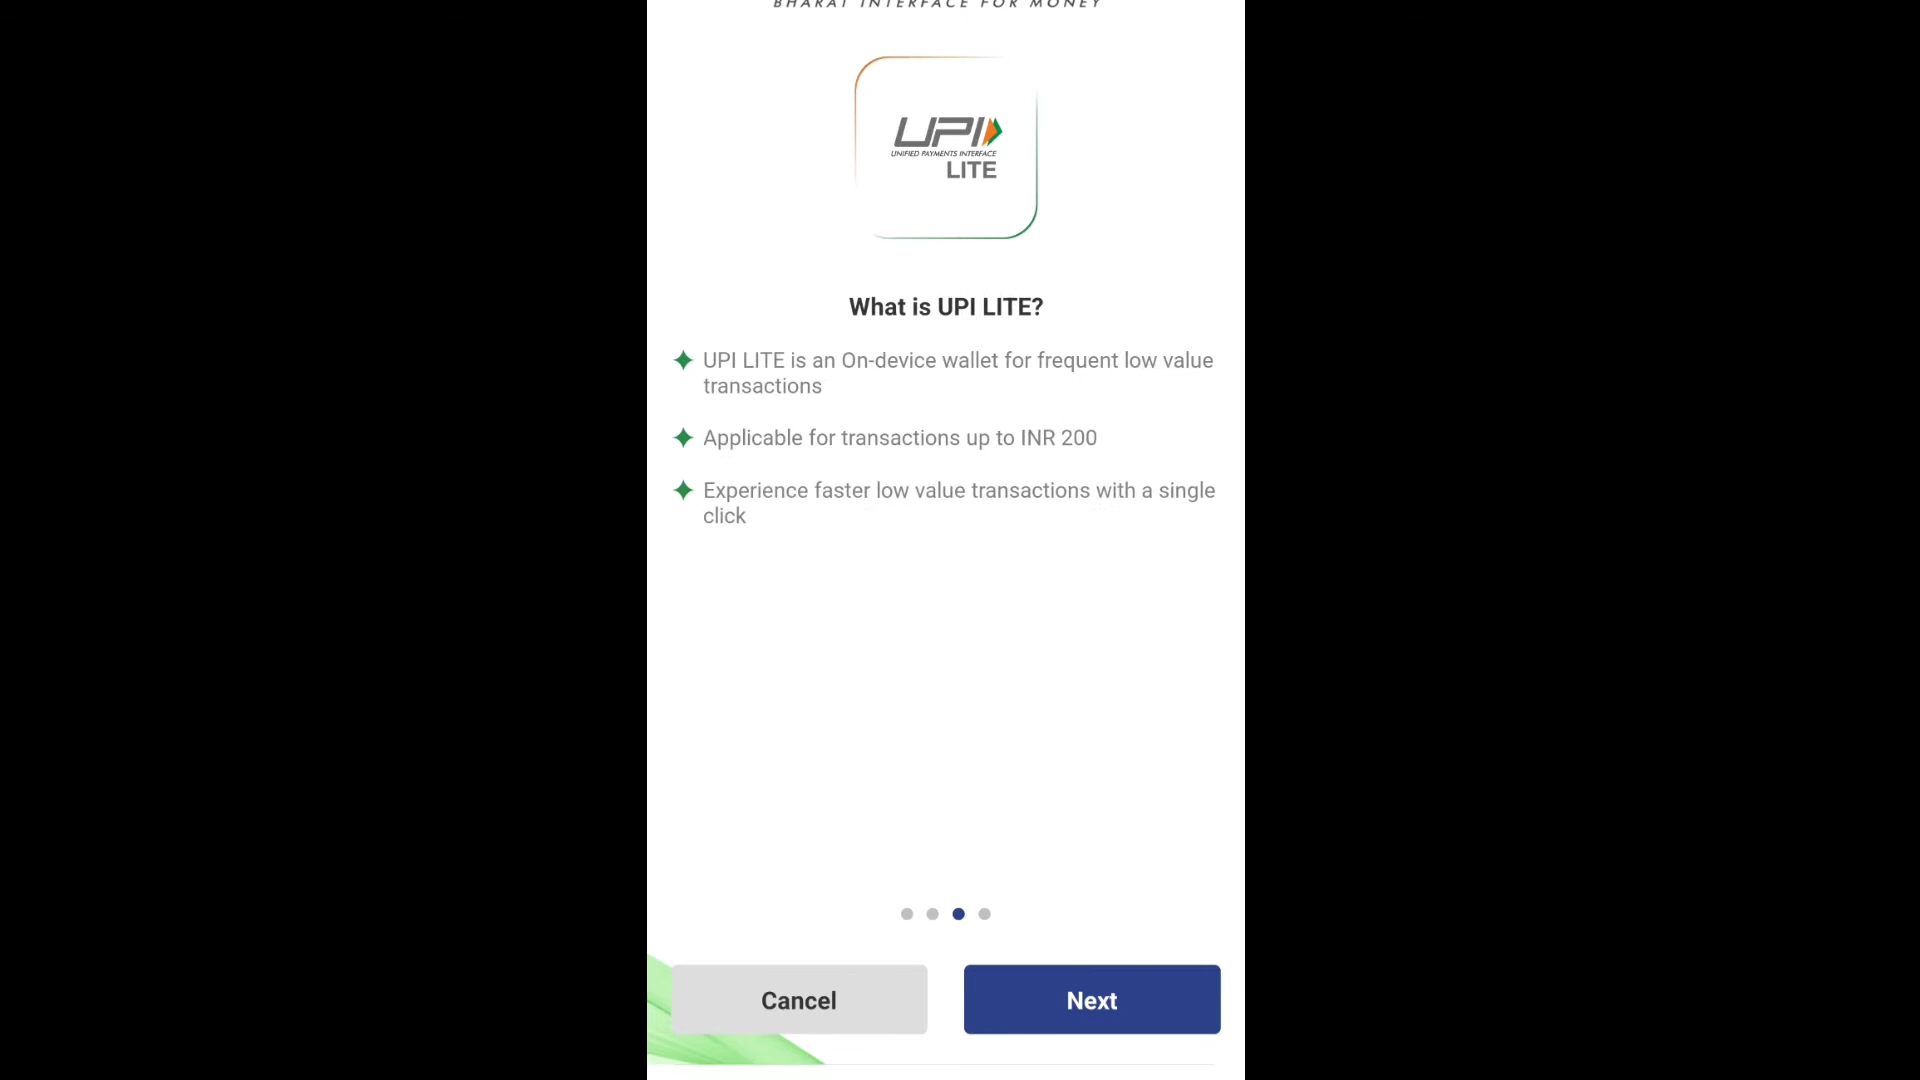 BHARAT INTERFACE FOR MONEY
UPI
UNIFIED PAYMENTS INTERFACE
LITE
What is UPI LITE?
UPI LITE is an On-device wallet for frequent low value
transactions
Applicable for transactions up to INR 200
Experience faster low value transactions with a single
click
Cancel
Next